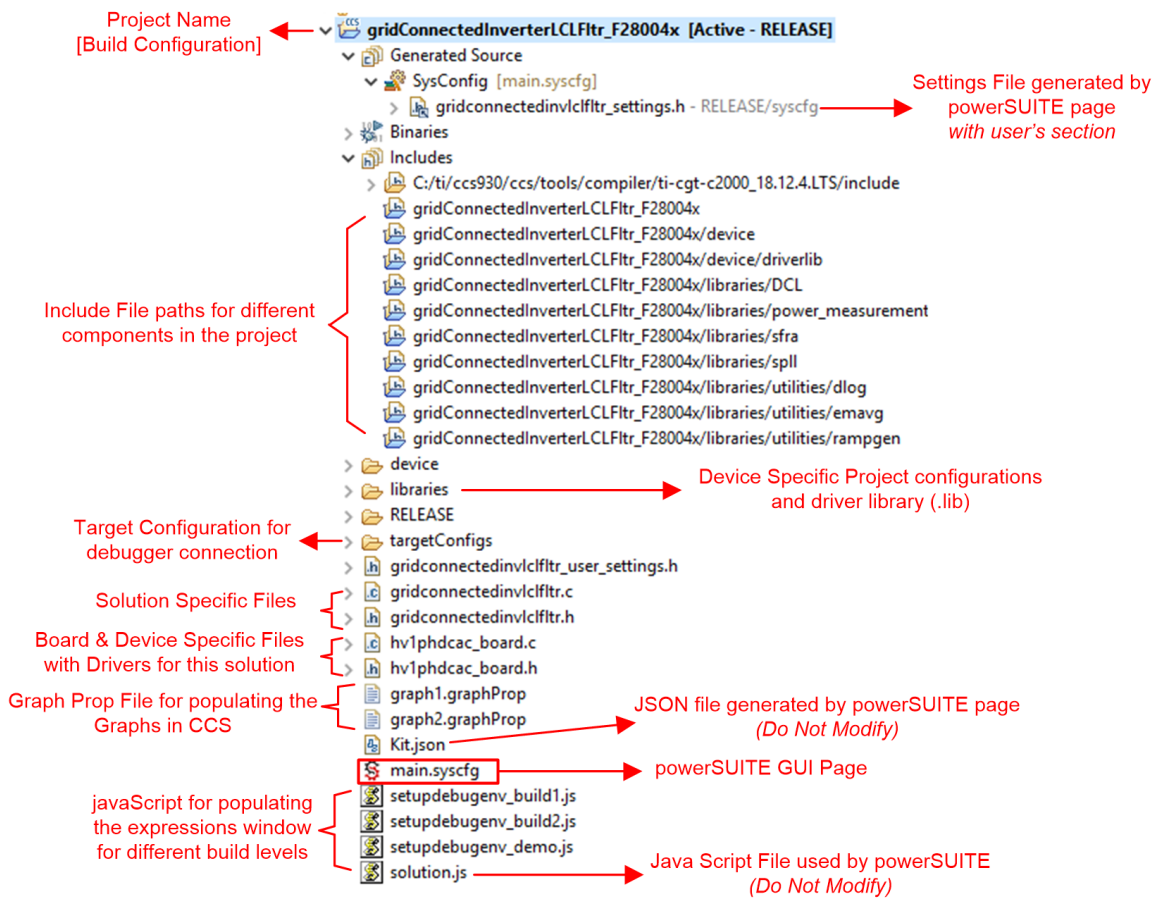 Project Name
[Build Configuration]
gridConnectedInverterLCLFltr_F28004x [Active - RELEASE]
Generated Source
SysConfig [main.syscfg]
gridconnectedinvlclfltr_settings.h - RELEASE/syscfg
Settings File generated by
powerSUITE page
with user's section
Binaries
Includes
C:/ti/ccs930/ccs/tools/compiler/ti-cgt-c2000_18.12.4.LTS/include
gridConnectedInverterLCLFltr_F28004x
gridConnectedInverterLCLFltr_F28004x/device
gridConnectedInverterLCLFltr_F28004x/device/driverlib
gridConnectedInverterLCLFltr_F28004x/libraries/DCL
gridConnectedInverterLCLFltr_F28004x/libraries/power_measurement
gridConnectedInverterLCLFltr_F28004x/libraries/sfra
gridConnectedInverterLCLFltr_F28004x/libraries/spll
gridConnectedInverterLCLFltr_F28004x/libraries/utilities/dlog
gridConnectedInverterLCLFltr_F28004x/libraries/utilities/emavg
gridConnectedInverterLCLFltr_F28004x/libraries/utilities/rampgen
Include File paths for different
components in the project
device
libraries
Device Specific Project configurations
and driver library (.lib)
RELEASE
targetConfigs
Target Configuration for
debugger connection
gridconnectedinvlclfltr_user_settings.h
gridconnectedinvlclfltr.c
gridconnectedinvlclfltr.h
Solution Specific Files
hv1phdcac_board.c
hv1phdcac_board.h
Board & Device Specific Files
with Drivers for this solution
graph1.graphProp
graph2.graphProp
Graph Prop File for populating the
Graphs in CCS
Kit.json
JSON file generated by powerSUITE page
(Do Not Modify)
main.syscfg
powerSUITE GUI Page
setupdebugenv_build1.js
setupdebugenv_build2.js
setupdebugenv_demo.js
solution.js
javaScript for populating
the expressions window
for different build levels
Java Script File used by powerSUITE
(Do Not Modify)